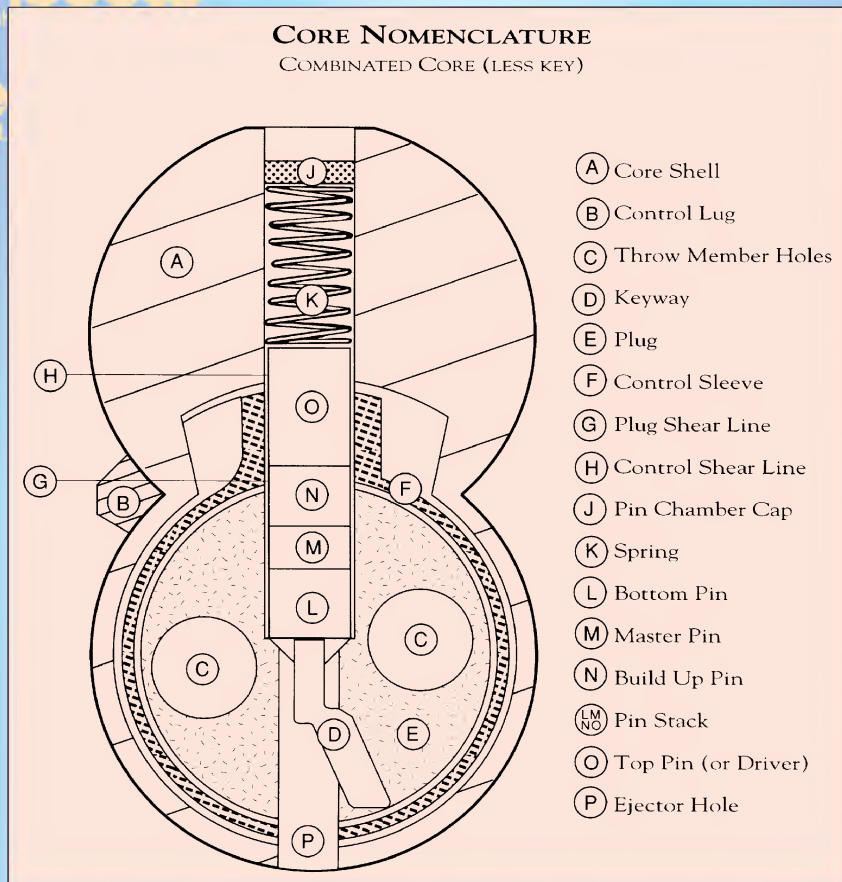 CORE NOMENCLATURE
COMBINATED CORE (LESS KEY)
A Core Shell
B Control Lug
C Throw Member Holes
D Keyway
E Plug
F Control Sleeve
G Plug Shear Line
H Control Shear Line
J Pin Chamber Cap
K Spring
L Bottom Pin
M Master Pin
N Build Up Pin
LM
NO Pin Stack
O Top Pin (or Driver)
P Ejector Hole
J
A
K
H
O
G
B
N
F
M
L
C
C
D
E
P